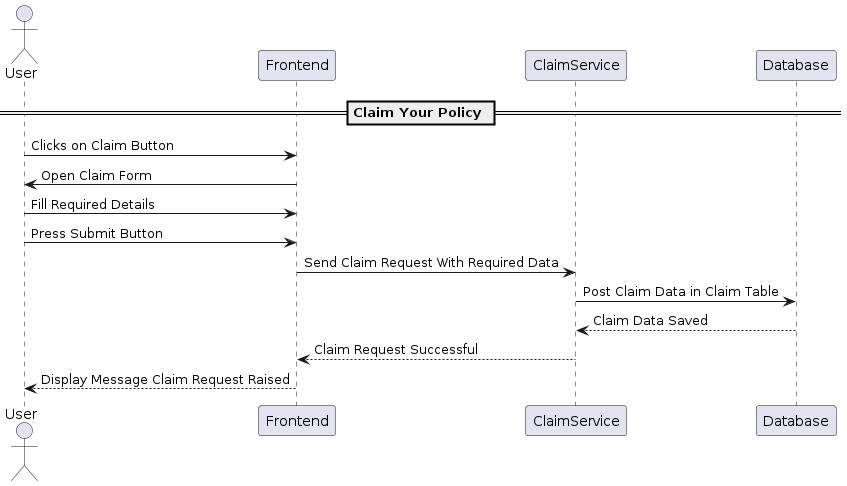 User
Frontend
ClaimService
Database
Claim Your Policy
Clicks on Claim Button
Open Claim Form
Fill Required Details
Press Submit Button
Send Claim Request With Required Data
Post Claim Data in Claim Table
Claim Data Saved
Claim Request Successful
Display Message Claim Request Raised
User
Frontend
ClaimService
Database